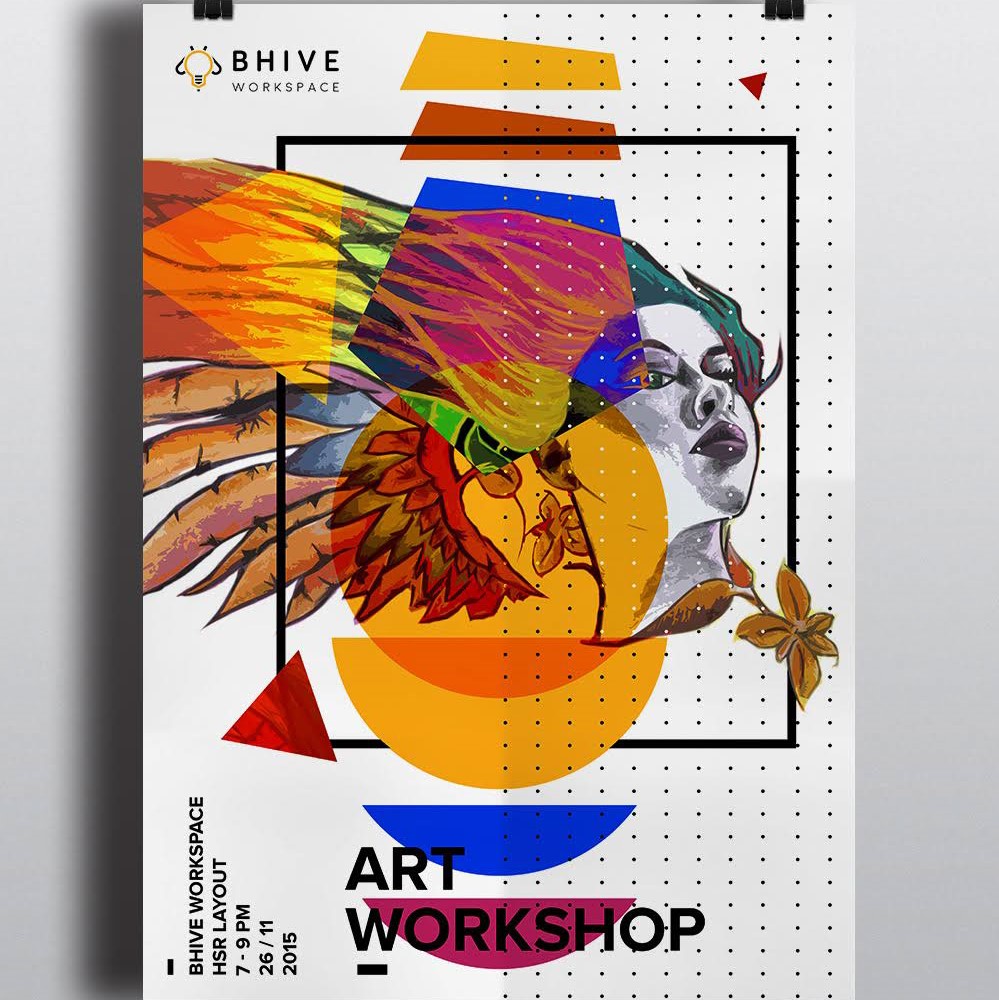 BHIVE
WORKSPACE
ART
WORKSHOP
BHIVE WORKSPACE
HSR LAYOUT
7 - 9 PM
26 / 11
2015